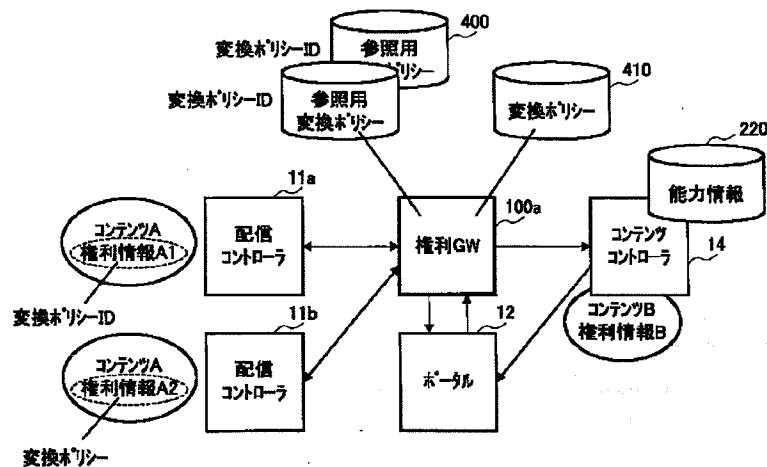 400
変換ポリシーID
参照用
ポリシー
変換ポリシーID
参照用
変換ポリシー
410
変換ポリシー
220
能力情報
11a
コンテンツA
権利情報A1
配信
コントローラ
100a
権利GW
コンテンツ
コントローラ
14
変換ポリシーID
11b
12
コンテンツB
権利情報B
コンテンツA
権利情報A2
配信
コントローラ
ポータル
変換ポリシー